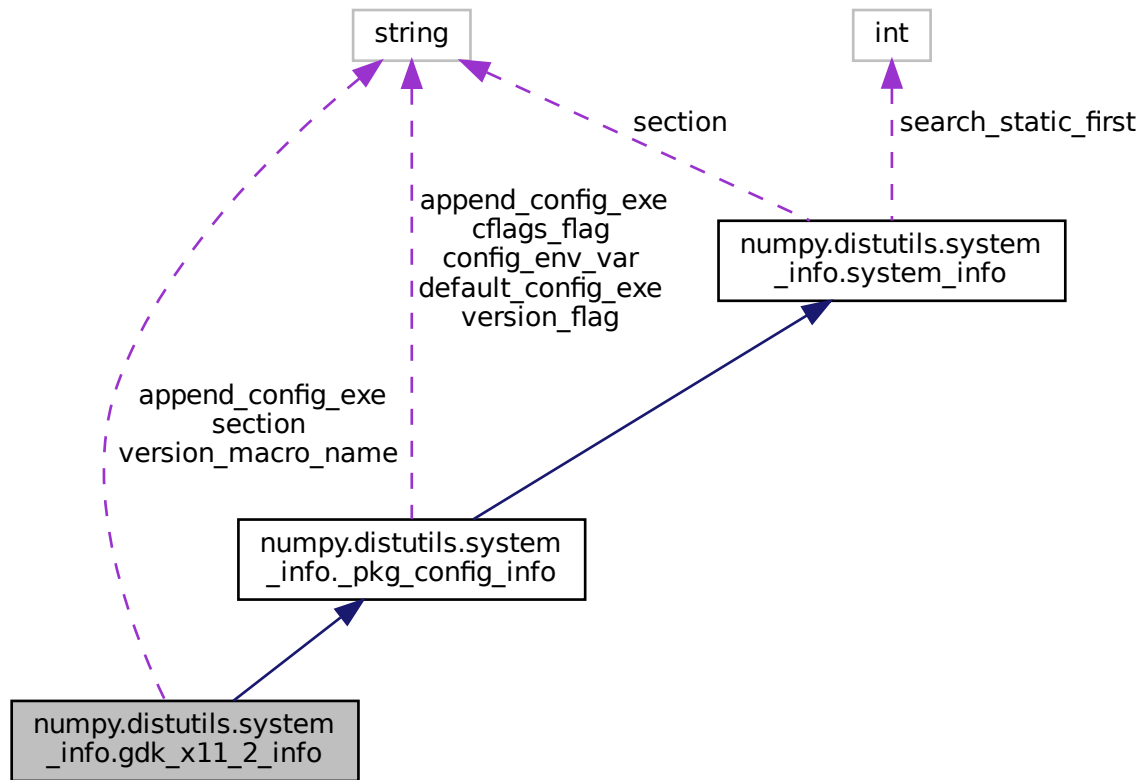 string
int
section
search_static_first
append_config_exe
cflags_flag
config_env_var
default_config_exe
version_flag
numpy.distutils.system
_info.system_info
append_config_exe
section
version_macro_name
numpy.distutils.system
_info._pkg_config_info
numpy.distutils.system
_info.gdk_x11_2_info